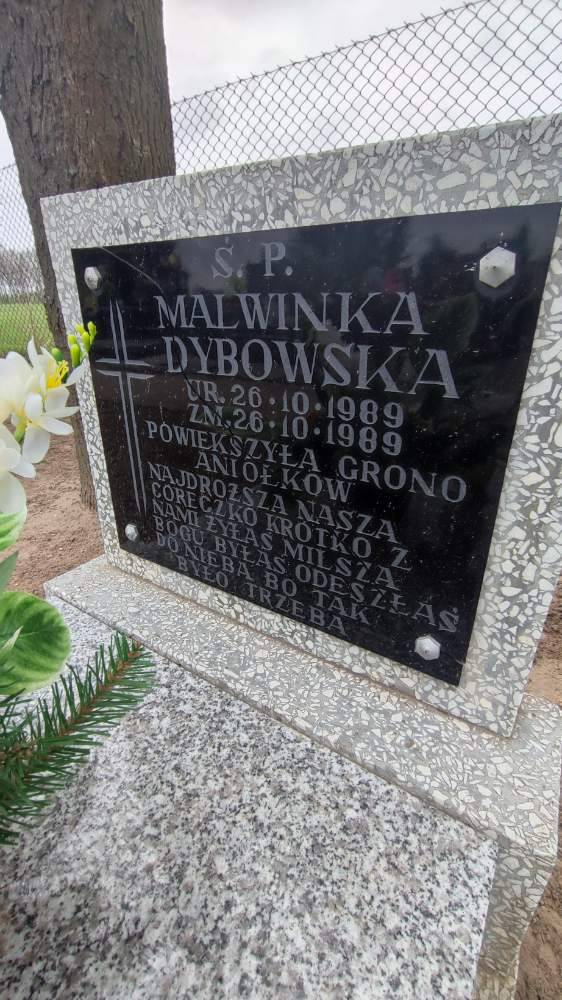 Ś. P.
MALWINKA
DYBOWSKA
UR. 26.10.1989
ZM. 26.10.1989
POWIĘKSZYŁA GRONO
ANIOŁKÓW
NAJDROŻSZA NASZA
CÓRECZKO KRÓTKO Z
NAMI ŻYŁAŚ MILSZA
BOGU BYŁAŚ ODESZŁAŚ
DO NIEBA BO TAK
BYŁO TRZEBA